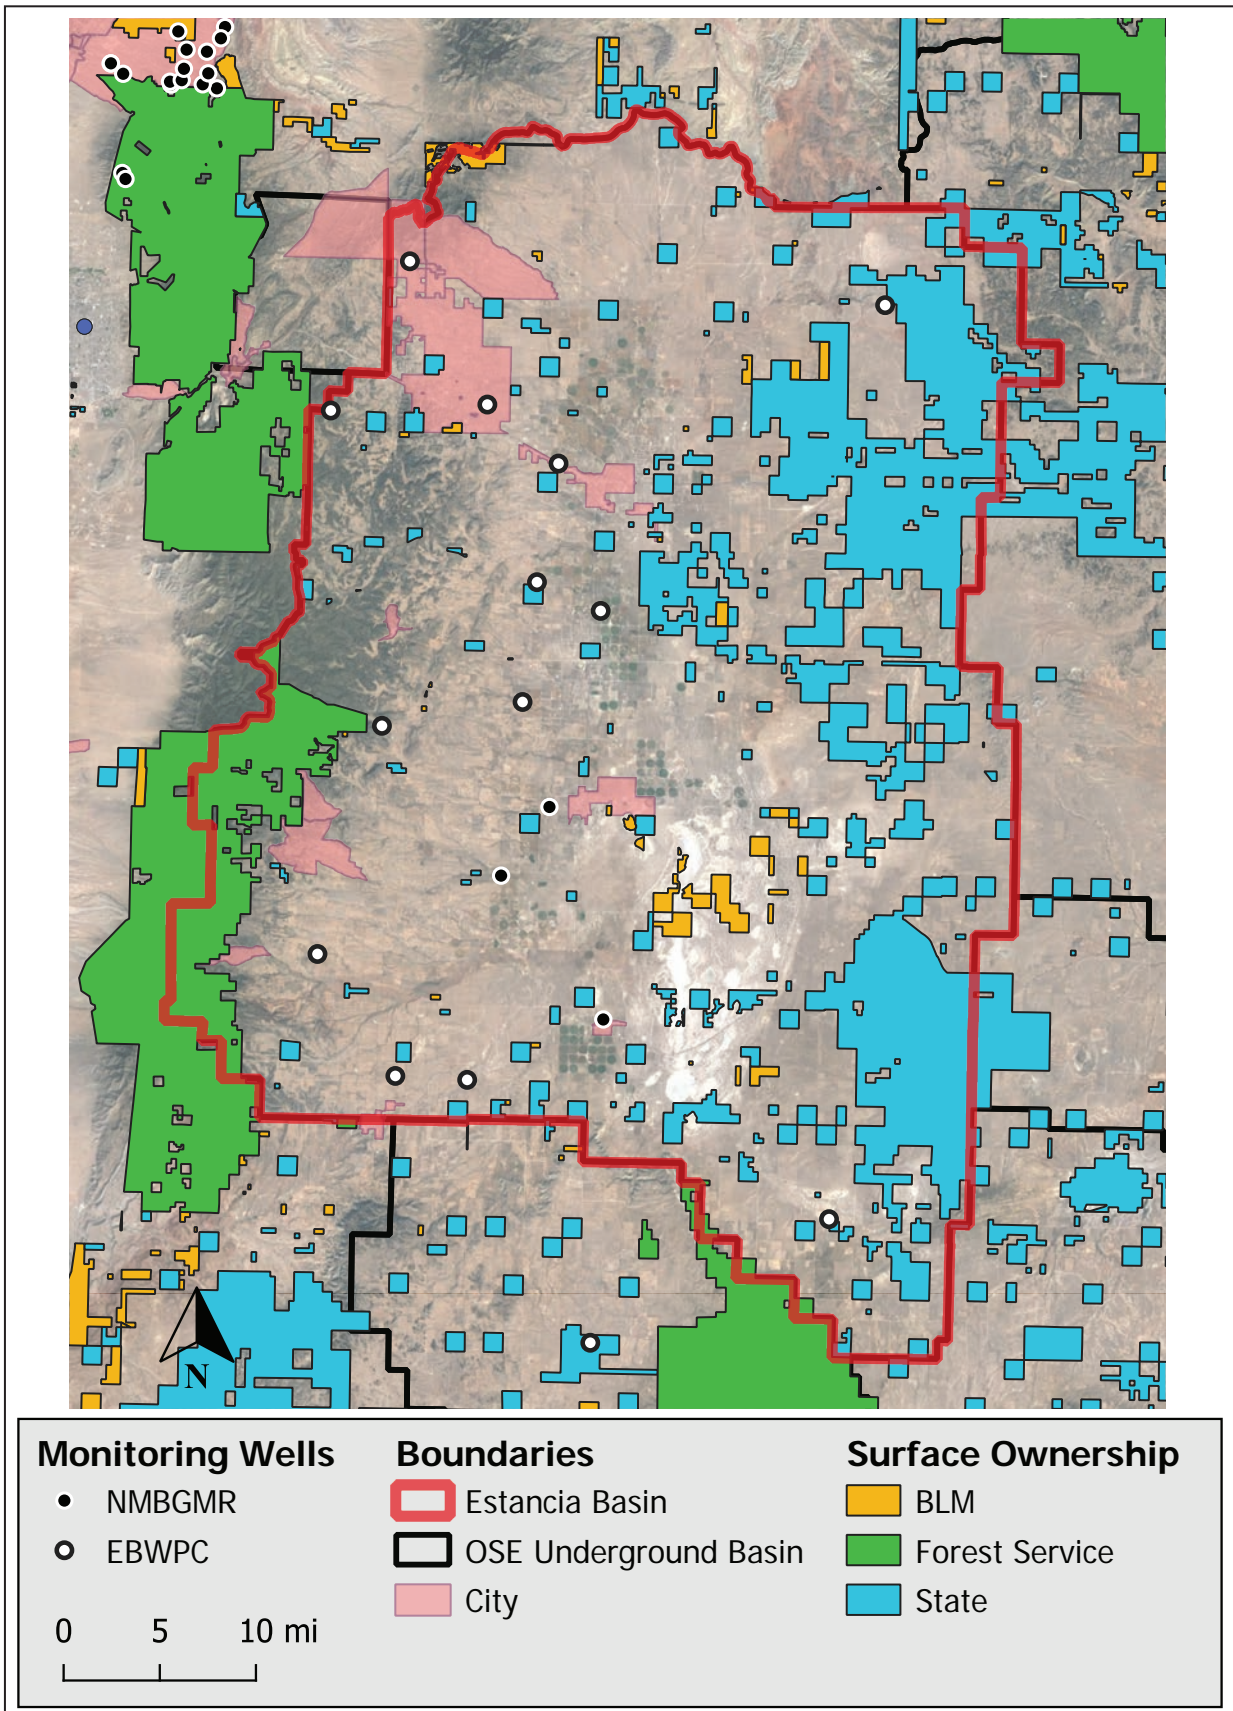 N
Monitoring Wells
NMBGMR
EBWPC
0 5 10 mi
Boundaries
Estancia Basin
OSE Underground Basin
City
Surface Ownership
BLM
Forest Service
State